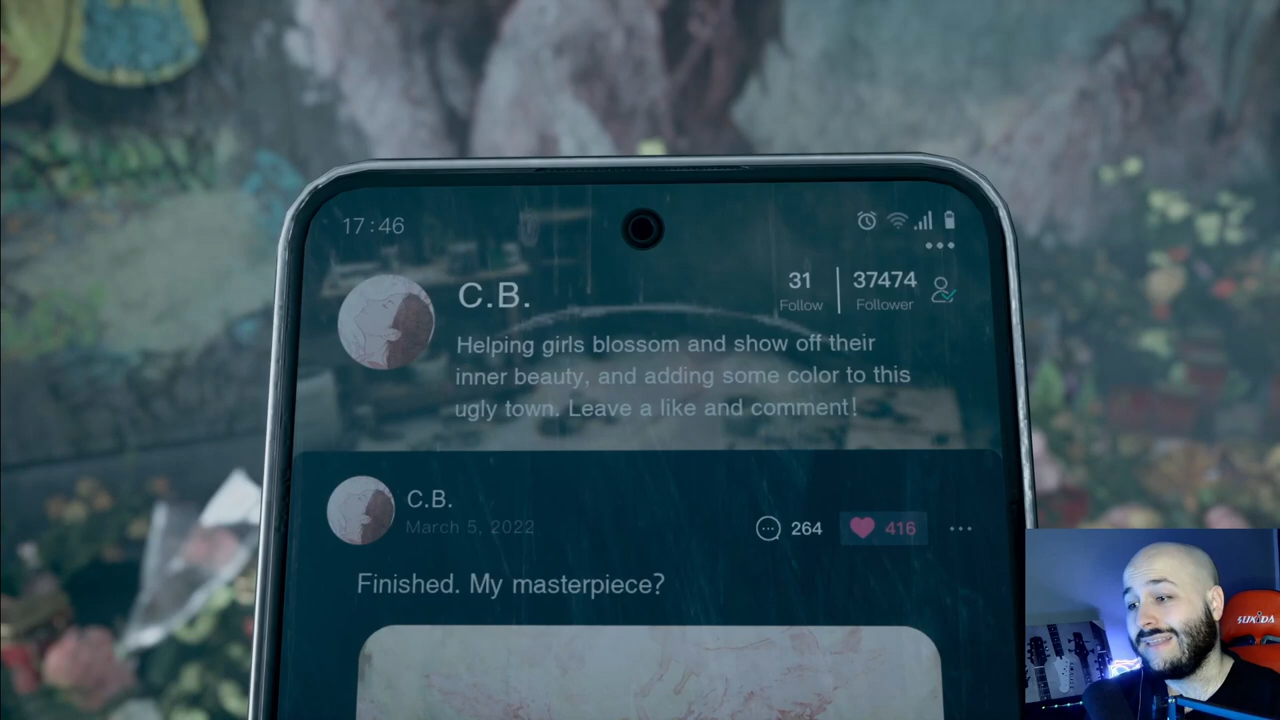 17:46
C.B.
31
Follow
37474
Follower
Helping girls blossom and show off their
inner beauty, and adding some color to this
ugly town. Leave a like and comment!
C.B.
March 5, 2022
264
416
Finished. My masterpiece?